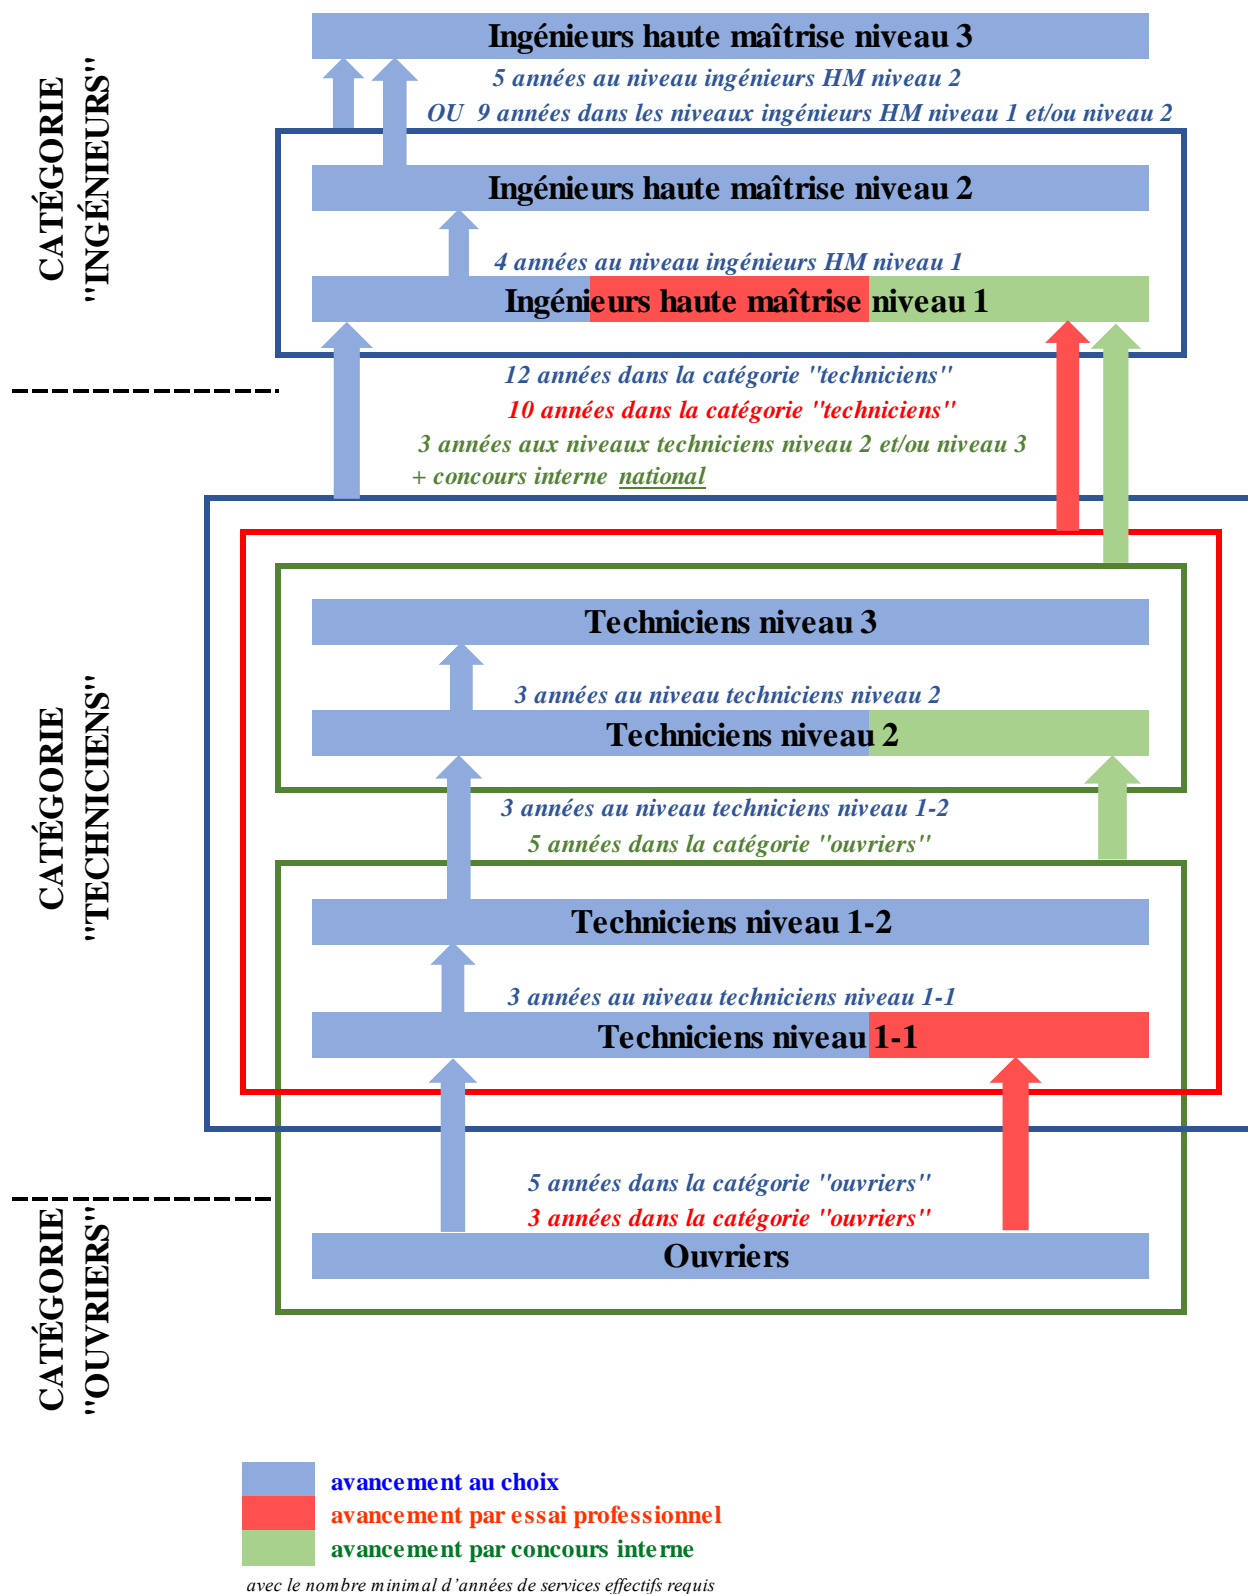 CATÉGORIE
"INGÉNIEURS"
Ingénieurs haute maîtrise niveau 3
5 années au niveau ingénieurs HM niveau 2
OU 9 années dans les niveaux ingénieurs HM niveau 1 et/ou niveau 2
Ingénieurs haute maîtrise niveau 2
4 années au niveau ingénieurs HM niveau 1
Ingénieurs haute maîtrise niveau 1
12 années dans la catégorie "techniciens"
10 années dans la catégorie "techniciens"
3 années aux niveaux techniciens niveau 2 et/ou niveau 3
+ concours interne national
CATÉGORIE
"TECHNICIENS"
Techniciens niveau 3
3 années au niveau techniciens niveau 2
Techniciens niveau 2
3 années au niveau techniciens niveau 1-2
5 années dans la catégorie "ouvriers"
Techniciens niveau 1-2
3 années au niveau techniciens niveau 1-1
Techniciens niveau 1-1
CATÉGORIE
"OUVRIERS"
5 années dans la catégorie "ouvriers"
3 années dans la catégorie "ouvriers"
Ouvriers
avancement au choix
avancement par essai professionnel
avancement par concours interne
avec le nombre minimal d'années de services effectifs requis